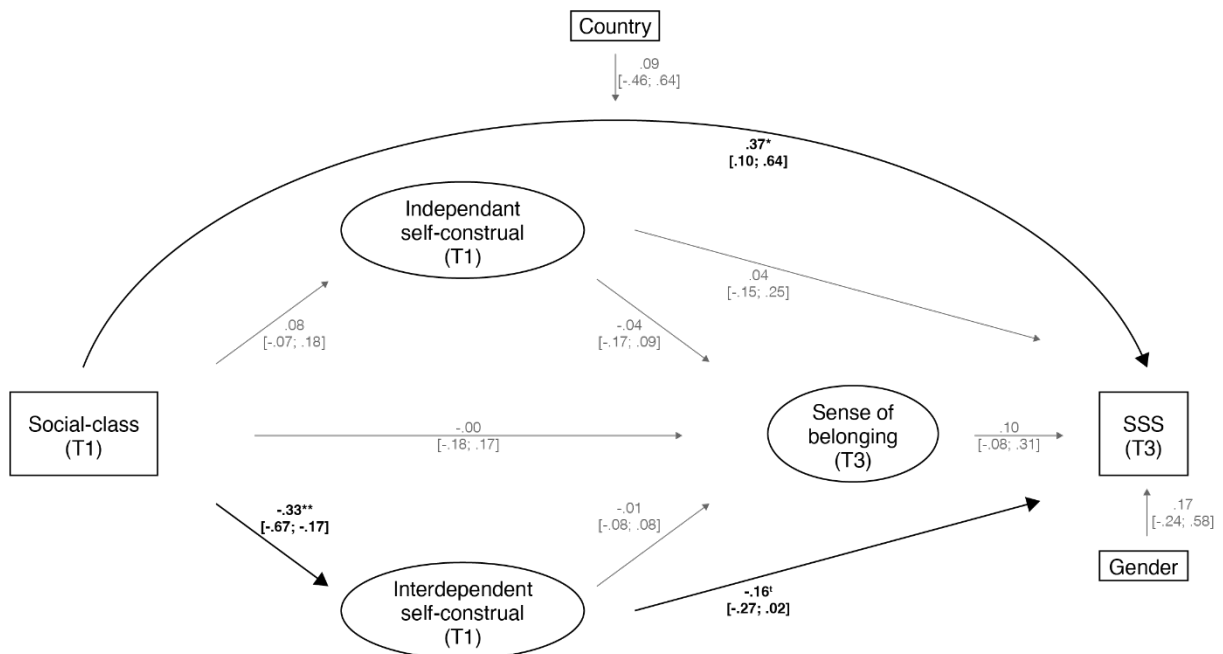 Country
.09
[-.46; .64]
.37*
[.10; .64]
Independant
self-construal
(T1)
.04
[-.15; .25]
.08
[-.07; .18]
-.04
[-.17; .09]
Social-class
(T1)
-.00
[-.18; .17]
Sense of
belonging
(T3)
.10
[-.08; .31]
SSS
(T3)
-.33**
[-.67; -.17]
-.01
[-.08; .08]
.17
[-.24; .58]
Gender
Interdependent
self-construal
(T1)
-.16ᵗ
[-.27; .02]